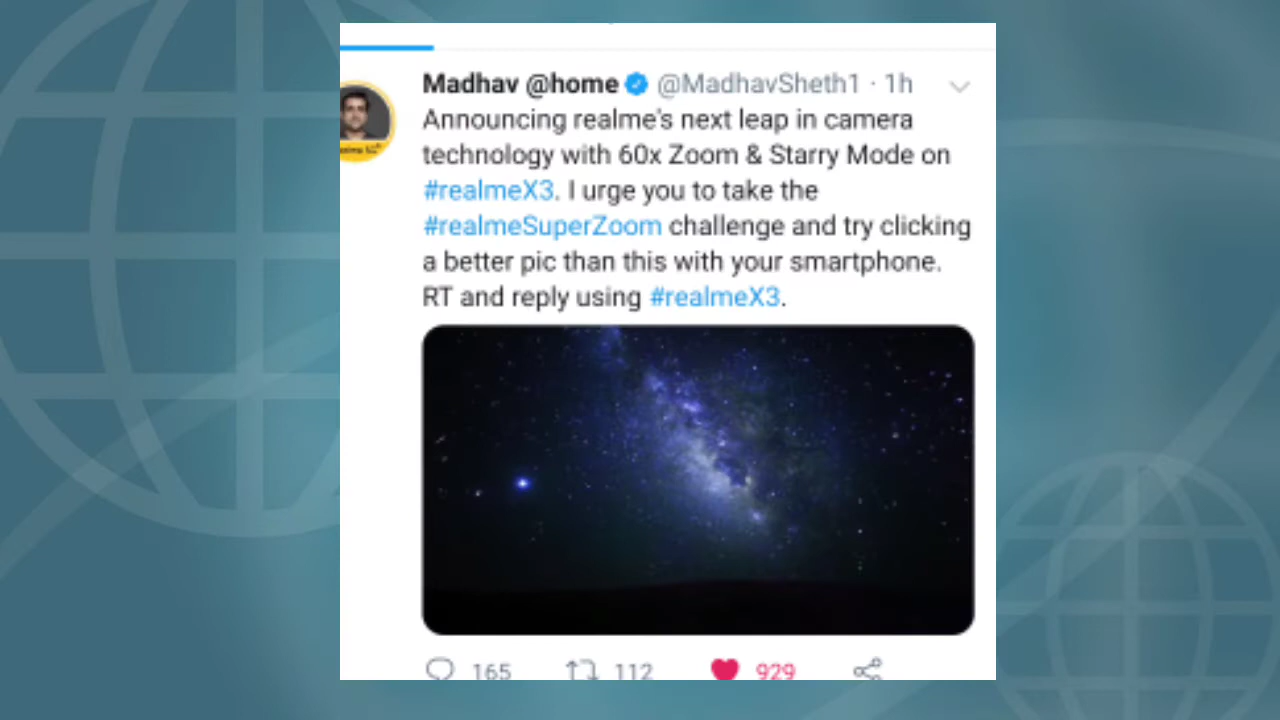 Madhav @home @MadhavSheth1 · 1h
Announcing realme's next leap in camera
technology with 60x Zoom & Starry Mode on
#realmeX3. I urge you to take the
#realmeSuperZoom challenge and try clicking
a better pic than this with your smartphone.
RT and reply using #realmeX3.
165 112 929